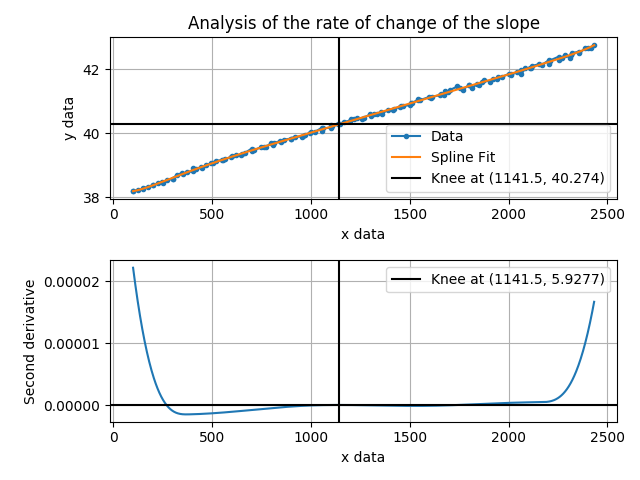 Analysis of the rate of change of the slope
y data
42
40
38
Data
Spline Fit
Knee at (1141.5, 40.274)
0 500 1000 1500 2000 2500
x data
Second derivative
0.00002
0.00001
0.00000
Knee at (1141.5, 5.9277)
0 500 1000 1500 2000 2500
x data